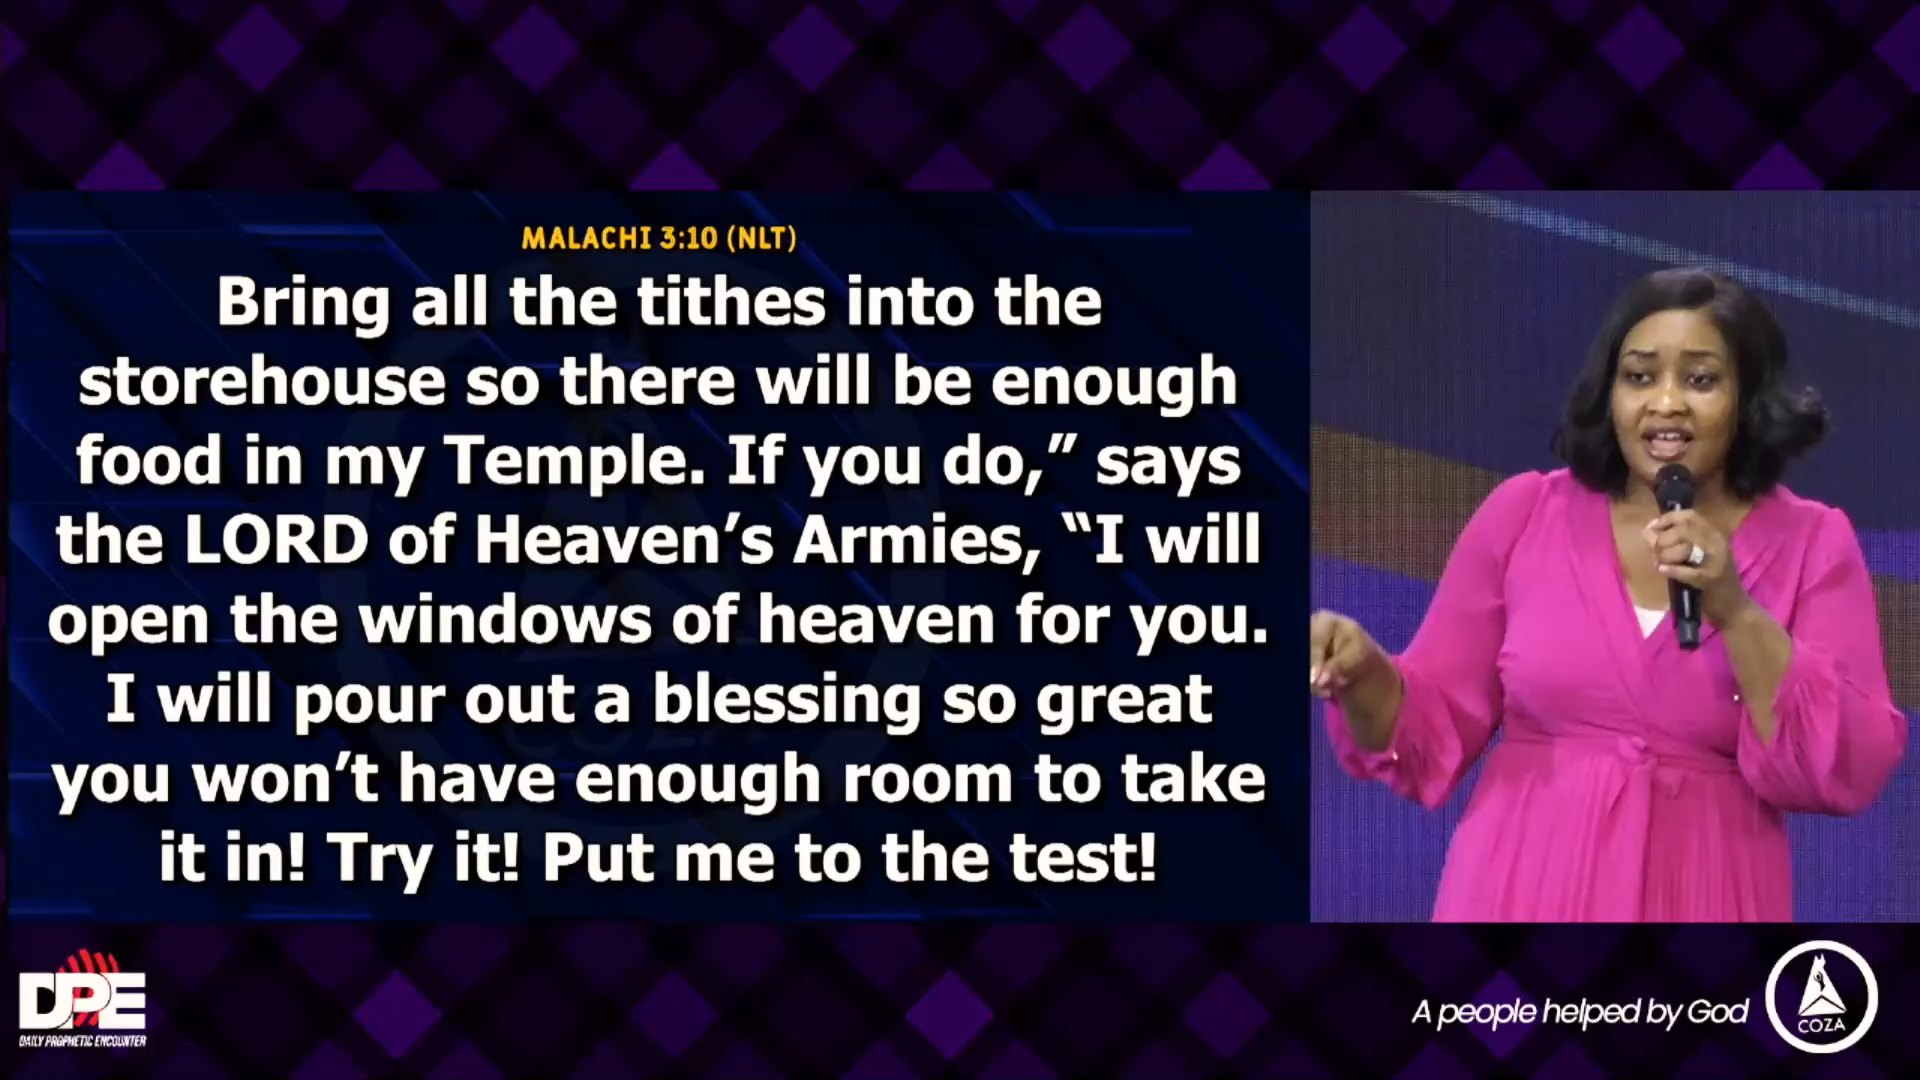 MALACHI 3:10 (NLT)
Bring all the tithes into the
storehouse so there will be enough
food in my Temple. If you do,” says
the LORD of Heaven’s Armies, “I will
open the windows of heaven for you.
I will pour out a blessing so great
you won’t have enough room to take
it in! Try it! Put me to the test!
DPE
DAILY PROPHETIC ENCOUNTER
A people helped by God
COZA